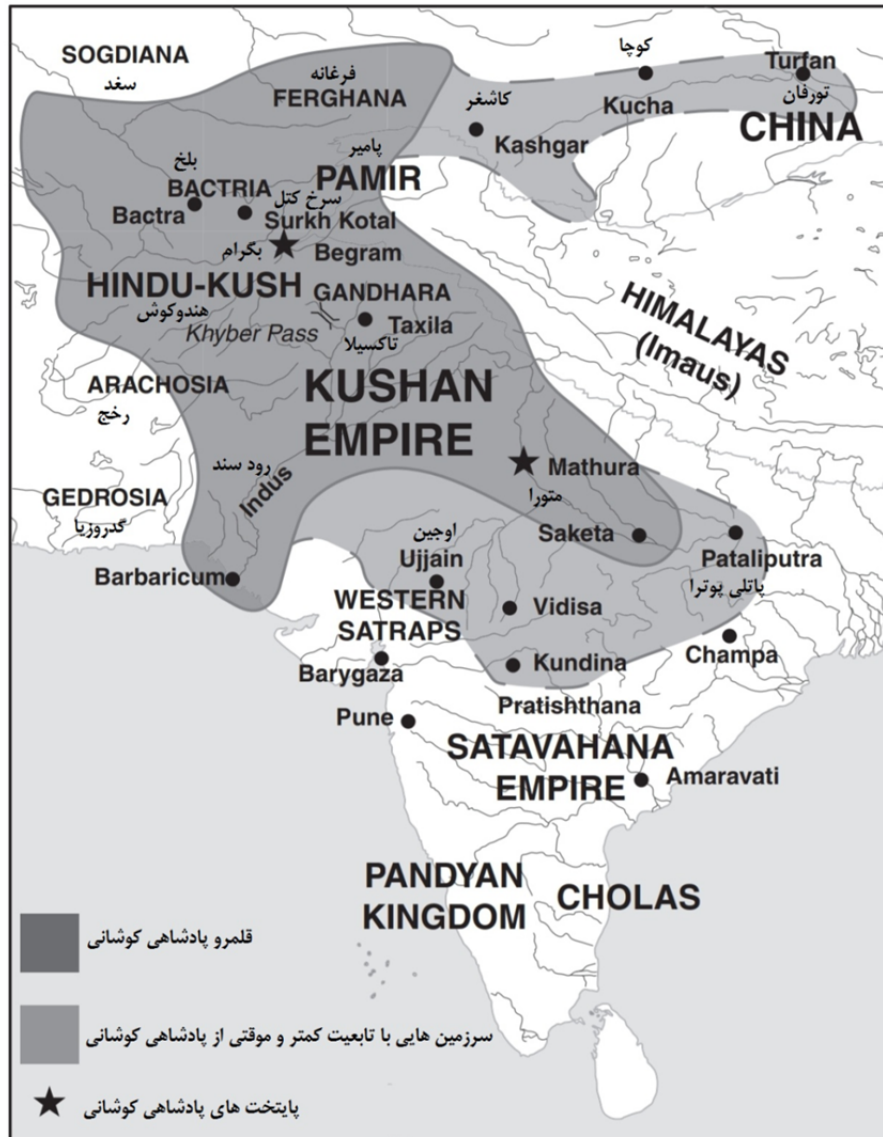 SOGDIANA
سغد
فرغانه
FERGHANA
کوچا
Kucha
Turfan
تورفان
CHINA
کاشغر
Kashgar
پامیر
PAMIR
بلخ
BACTRIA
Bactra
سرخ کتل
Surkh Kotal
بگرام
Begram
HINDU-KUSH
هندوکوش
GANDHARA
Khyber Pass
Taxila
تاکسیلا
HIMALAYAS
(Imaus)
ARACHOSIA
رخج
KUSHAN
EMPIRE
رود سند
Indus
Mathura
متورا
GEDROSIA
گدروزیا
Saketa
Pataliputra
پاتلی پوترا
اوجین
Ujjain
Barbaricum
WESTERN
SATRAPS
Vidisa
Champa
Barygaza
Kundina
Pratishthana
Pune
SATAVAHANA
EMPIRE
Amaravati
PANDYAN
KINGDOM
CHOLAS
قلمرو پادشاهی کوشانی
سرزمین هایی با تابعیت کمتر و موقتی از پادشاهی کوشانی
پایتخت های پادشاهی کوشانی